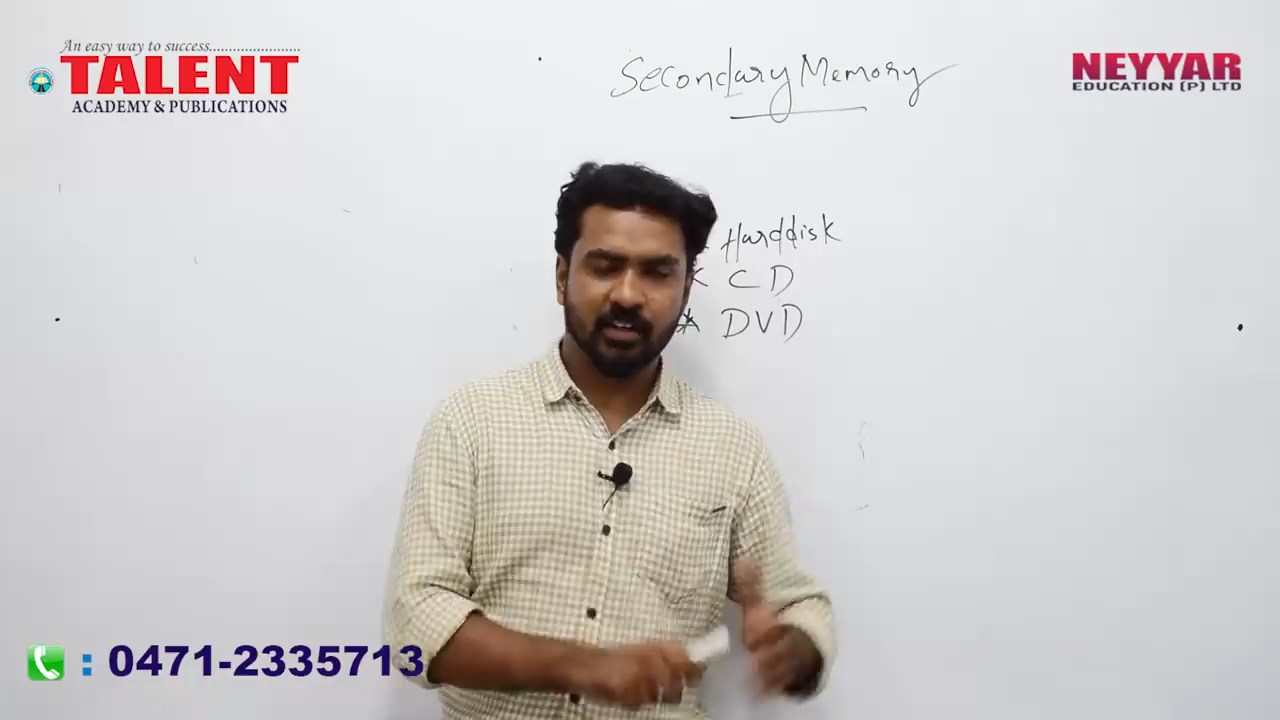 An easy way to success......................
TALENT
ACADEMY & PUBLICATIONS
NEYYAR
EDUCATION (P) LTD
Secondary Memory
Harddisk
CD
DVD
: 0471-2335713